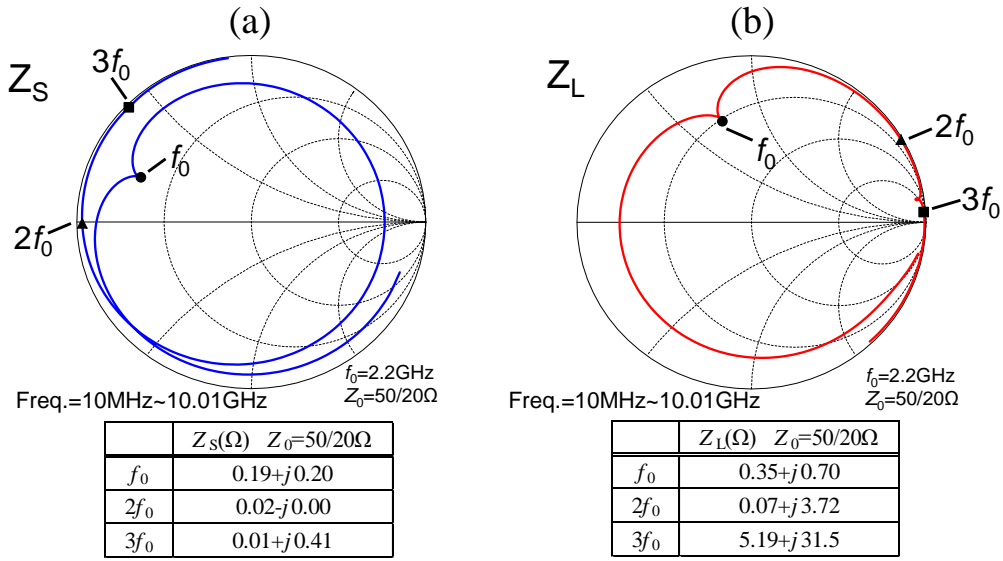 (a)
Z_S
3f_0
f_0
2f_0
f_0=2.2GHz
Z_0=50/20Ω
Freq.=10MHz~10.01GHz
Z_S(Ω) Z_0=50/20Ω
f_0 0.19+j0.20
2f_0 0.02-j0.00
3f_0 0.01+j0.41
(b)
Z_L
f_0
2f_0
3f_0
f_0=2.2GHz
Z_0=50/20Ω
Freq.=10MHz~10.01GHz
Z_L(Ω) Z_0=50/20Ω
f_0 0.35+j0.70
2f_0 0.07+j3.72
3f_0 5.19+j31.5